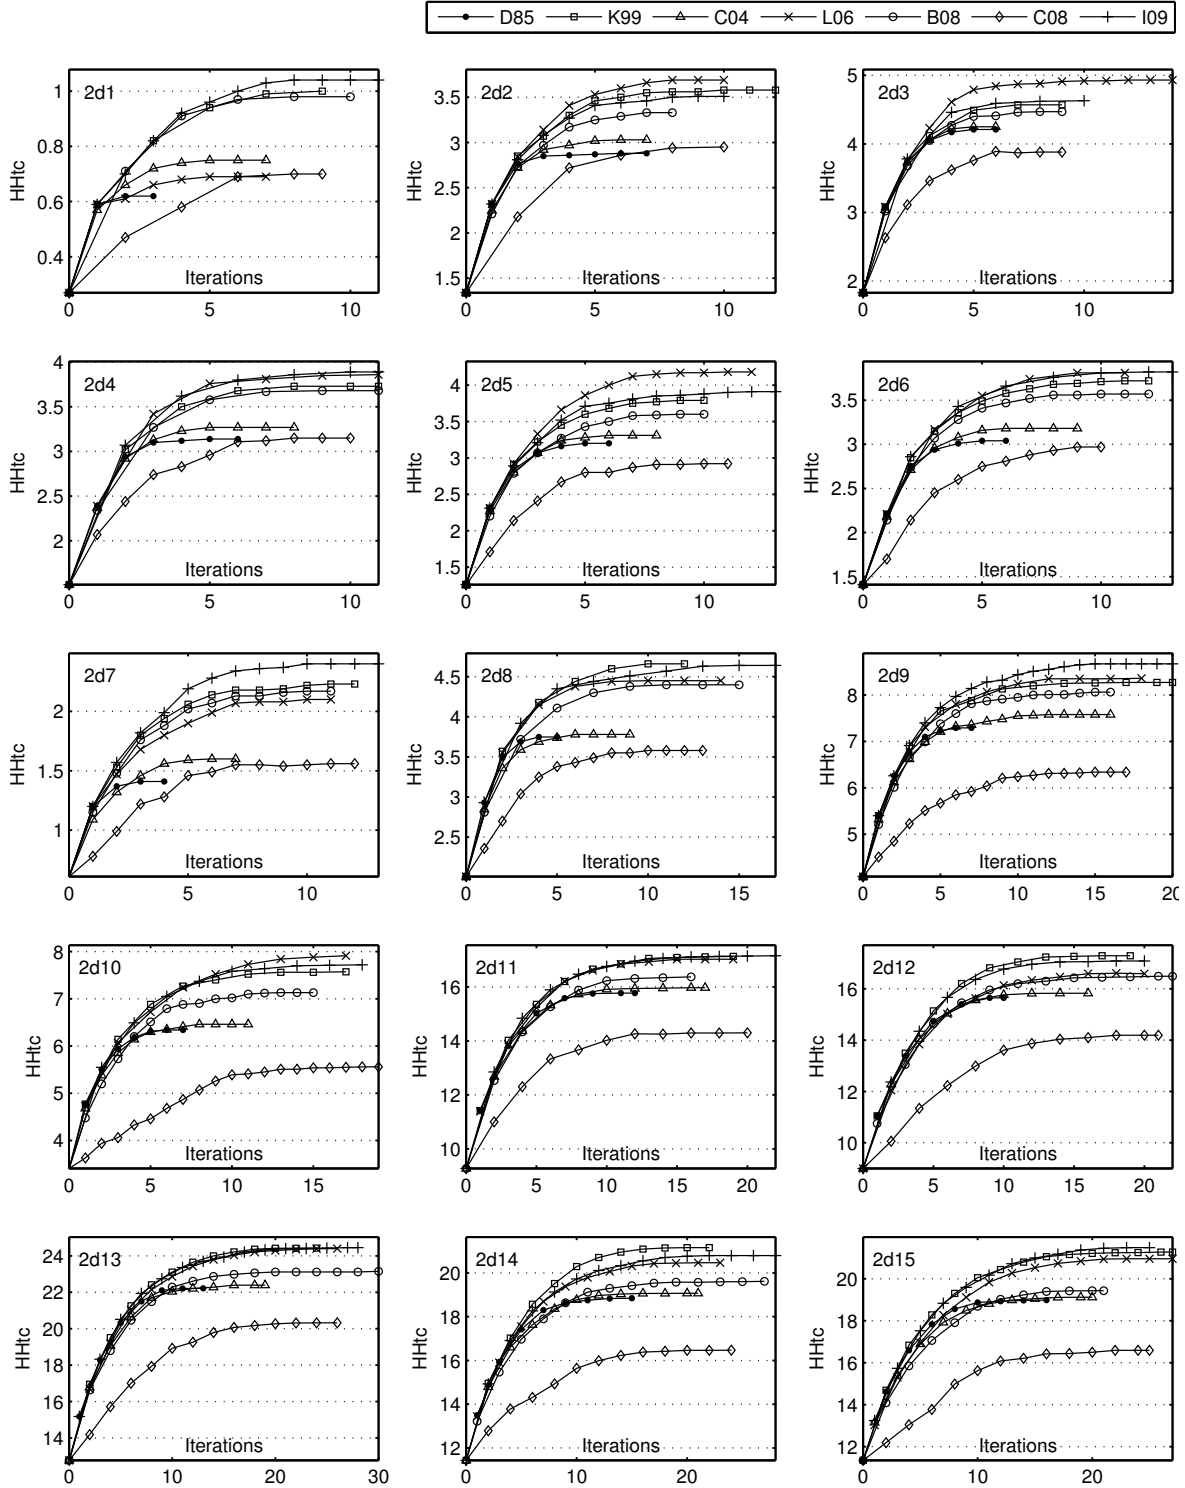 D85 K99 C04 L06 B08 C08 I09
2d1 2d2 2d3
1 0.8 0.6 0.4
3.5 3 2.5 2 1.5
5 4 3 2
HHtc HHtc HHtc
Iterations Iterations Iterations
0 5 10 0 5 10 0 5 10
2d4 2d5 2d6
4 3.5 3 2.5 2
4 3.5 3 2.5 2 1.5
3.5 3 2.5 2 1.5
HHtc HHtc HHtc
Iterations Iterations Iterations
0 5 10 0 5 10 0 5 10
2d7 2d8 2d9
2 1.5 1
4.5 4 3.5 3 2.5
8 7 6 5
HHtc HHtc HHtc
Iterations Iterations Iterations
0 5 10 0 5 10 15 0 5 10 15 20
2d10 2d11 2d12
8 7 6 5 4
16 14 12 10
16 14 12 10
HHtc HHtc HHtc
Iterations Iterations Iterations
0 5 10 15 0 5 10 15 20 0 5 10 15 20
2d13 2d14 2d15
24 22 20 18 16 14
20 18 16 14 12
20 18 16 14 12
HHtc HHtc HHtc
Iterations Iterations Iterations
0 10 20 30 0 10 20 0 10 20